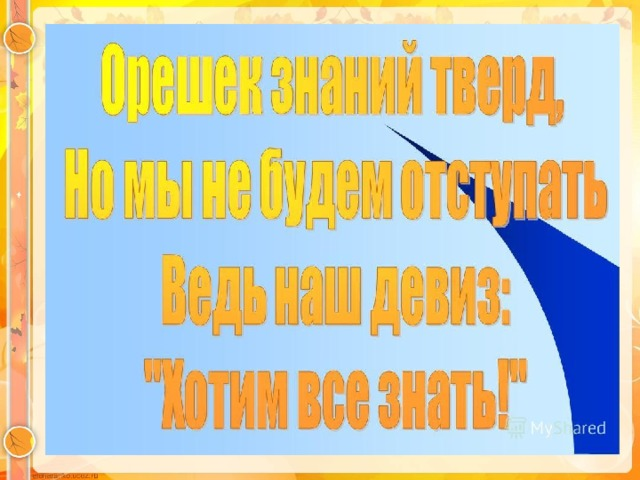 Орешек знаний тверд,
Но мы не будем отступать
Ведь наш девиз:
"Хотим все знать!"
MyShared